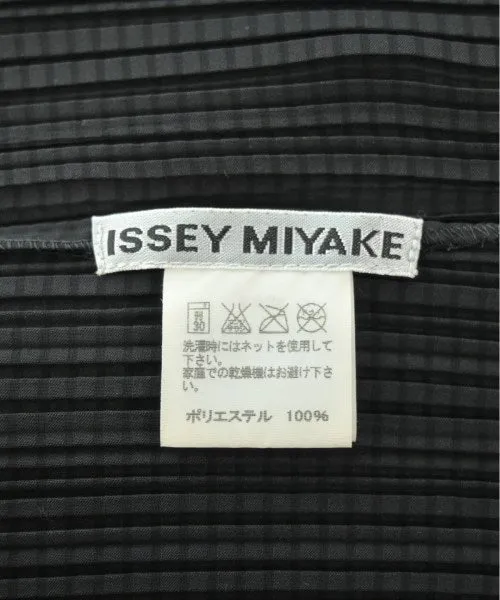 ISSEY MIYAKE
弱
30
洗濯時にはネットを使用して
下さい。
家庭での乾燥機はお避け下
さい。
ポリエステル 100%